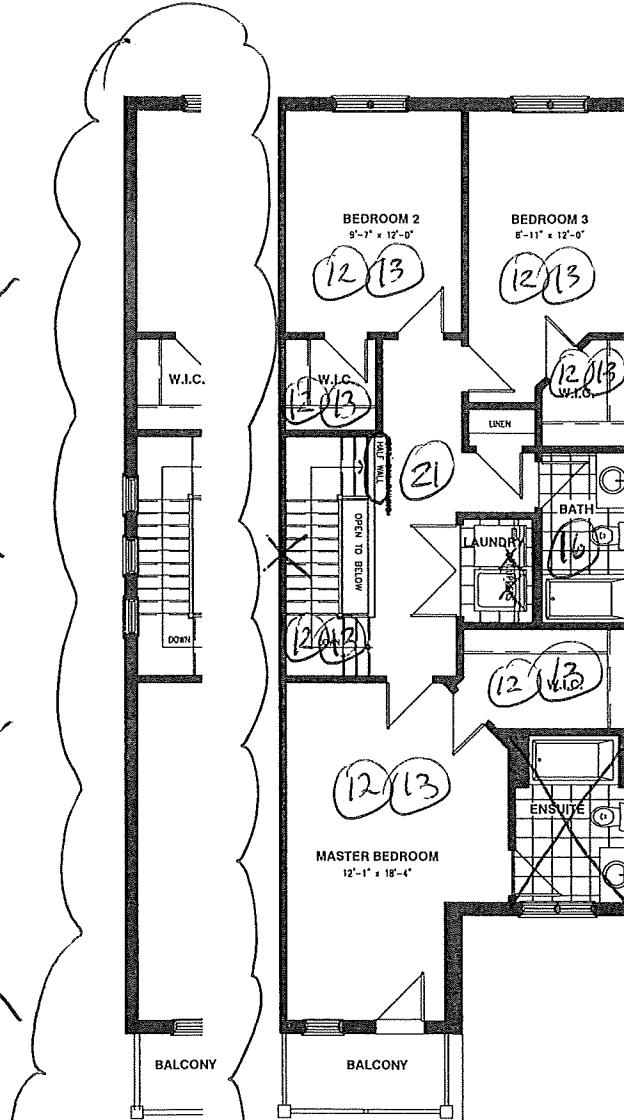 BEDROOM 2
9'-7" x 12'-0"
12 13
BEDROOM 3
8'-11" x 12'-0"
12 13
W.I.C.
W.I.C.
12 13
12 13
W.I.C.
LINEN
HALF WALL
21
OPEN TO BELOW
BATH
16
LAUNDRY
DOWN
12 13
12 13
W.I.C.
12 13
ENSUITE
MASTER BEDROOM
12'-1" x 18'-4"
BALCONY
BALCONY